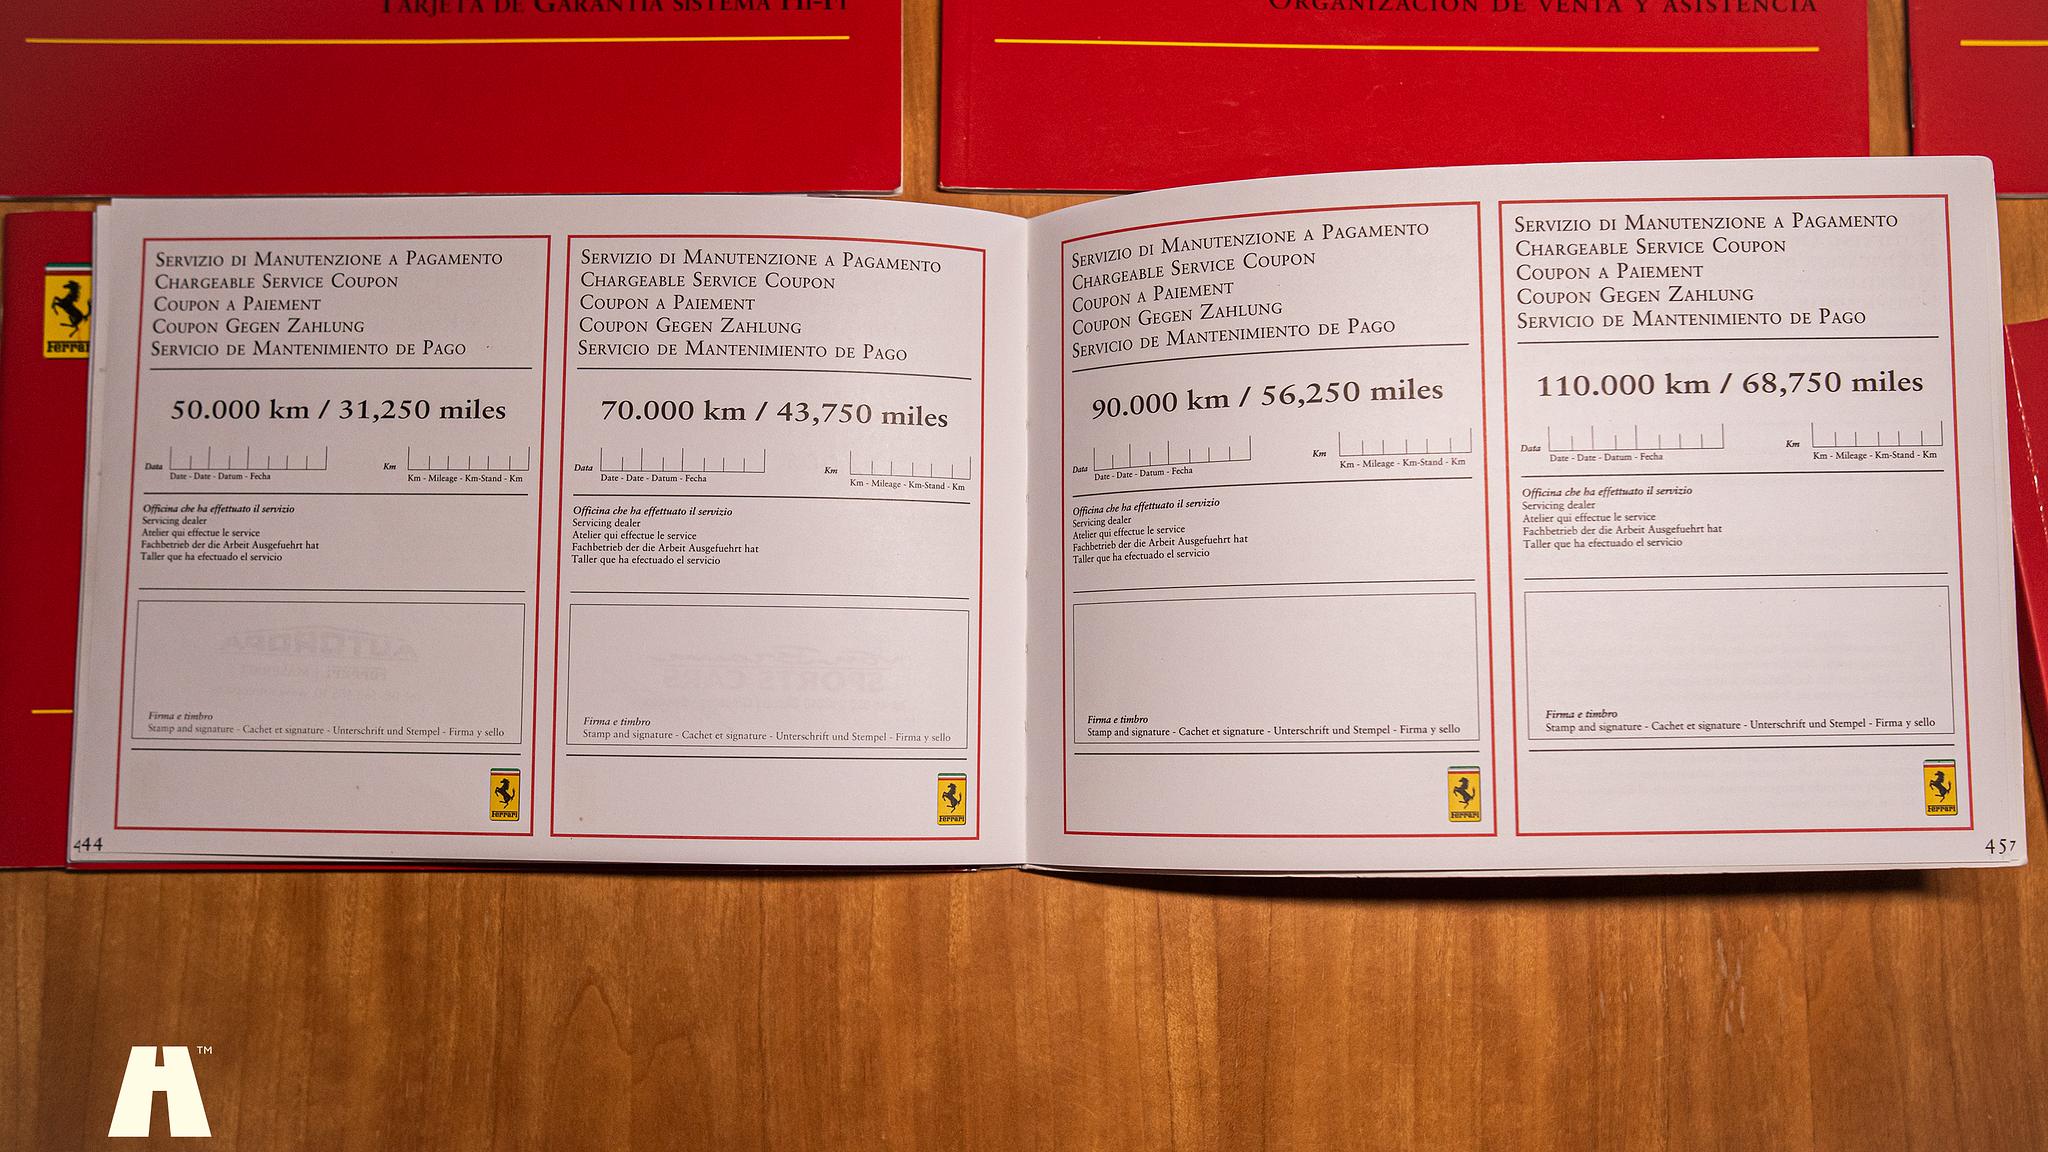 Tarjeta de Garantía sistema Hi-Fi
Organización de venta y asistencia
Ferrari
Servizio di Manutenzione a Pagamento
Chargeable Service Coupon
Coupon a Paiement
Coupon Gegen Zahlung
Servicio de Mantenimiento de Pago
50.000 km / 31,250 miles
Data
Date - Date - Datum - Fecha
Km
Km - Mileage - Km-Stand - Km
Officina che ha effettuato il servizio
Servicing dealer
Atelier qui effectue le service
Fachbetrieb der die Arbeit Ausgefuehrt hat
Taller que ha efectuado el servicio
AUTOROPA
Firma e timbro
Stamp and signature - Cachet et signature - Unterschrift und Stempel - Firma y sello
Ferrari
44
Servizio di Manutenzione a Pagamento
Chargeable Service Coupon
Coupon a Paiement
Coupon Gegen Zahlung
Servicio de Mantenimiento de Pago
70.000 km / 43,750 miles
Data
Date - Date - Datum - Fecha
Km
Km - Mileage - Km-Stand - Km
Officina che ha effettuato il servizio
Servicing dealer
Atelier qui effectue le service
Fachbetrieb der die Arbeit Ausgefuehrt hat
Taller que ha efectuado el servicio
SPORTS CARS
Firma e timbro
Stamp and signature - Cachet et signature - Unterschrift und Stempel - Firma y sello
Ferrari
Servizio di Manutenzione a Pagamento
Chargeable Service Coupon
Coupon a Paiement
Coupon Gegen Zahlung
Servicio de Mantenimiento de Pago
90.000 km / 56,250 miles
Data
Date - Date - Datum - Fecha
Km
Km - Mileage - Km-Stand - Km
Officina che ha effettuato il servizio
Servicing dealer
Atelier qui effectue le service
Fachbetrieb der die Arbeit Ausgefuehrt hat
Taller que ha efectuado el servicio
Firma e timbro
Stamp and signature - Cachet et signature - Unterschrift und Stempel - Firma y sello
Ferrari
Servizio di Manutenzione a Pagamento
Chargeable Service Coupon
Coupon a Paiement
Coupon Gegen Zahlung
Servicio de Mantenimiento de Pago
110.000 km / 68,750 miles
Data
Date - Date - Datum - Fecha
Km
Km - Mileage - Km-Stand - Km
Officina che ha effettuato il servizio
Servicing dealer
Atelier qui effectue le service
Fachbetrieb der die Arbeit Ausgefuehrt hat
Taller que ha efectuado el servicio
Firma e timbro
Stamp and signature - Cachet et signature - Unterschrift und Stempel - Firma y sello
Ferrari
45
H™